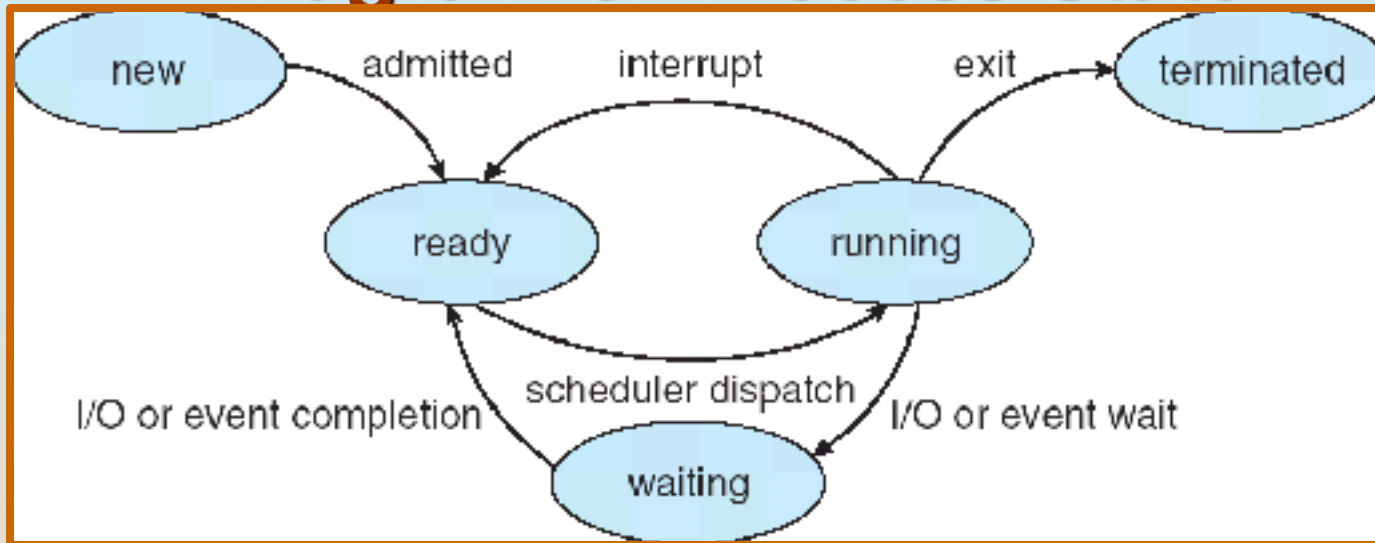 new
admitted
interrupt
exit
terminated
ready
running
scheduler dispatch
I/O or event completion
I/O or event wait
waiting